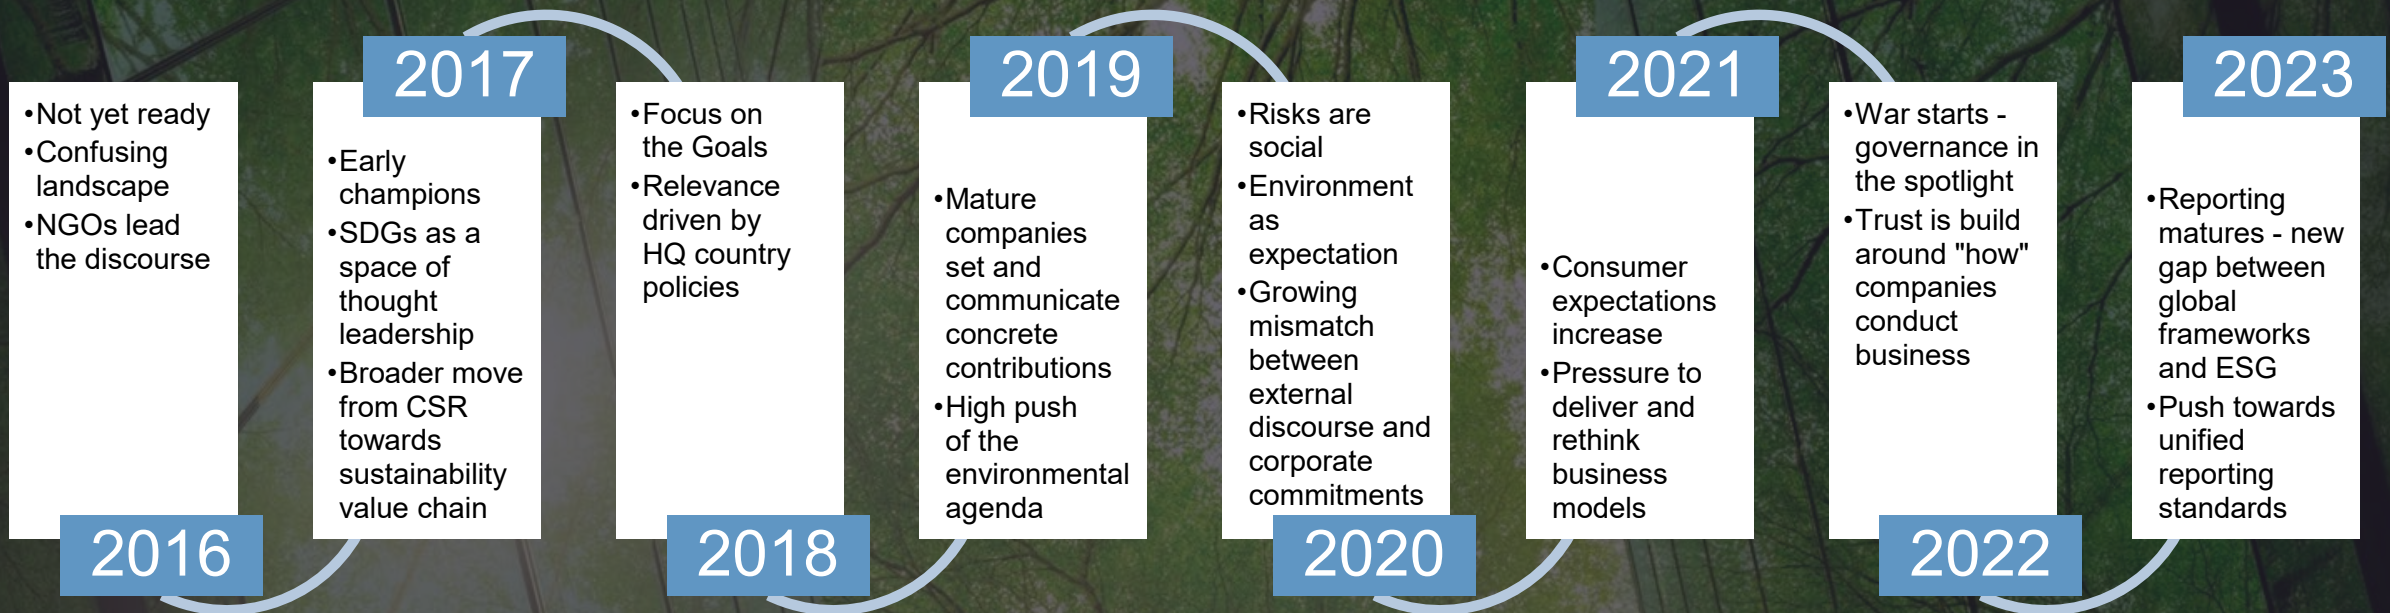 •Not yet ready
•Confusing
landscape
•NGOs lead
the discourse
2016
2017
•Early
champions
•SDGs as a
space of
thought
leadership
•Broader move
from CSR
towards
sustainability
value chain
•Focus on
the Goals
•Relevance
driven by
HQ country
policies
2018
2019
•Mature
companies
set and
communicate
concrete
contributions
•High push
of the
environmental
agenda
•Risks are
social
•Environment
as
expectation
•Growing
mismatch
between
external
discourse and
corporate
commitments
2020
2021
•Consumer
expectations
increase
•Pressure to
deliver and
rethink
business
models
•War starts -
governance in
the spotlight
•Trust is build
around "how"
companies
conduct
business
2022
2023
•Reporting
matures - new
gap between
global
frameworks
and ESG
•Push towards
unified
reporting
standards